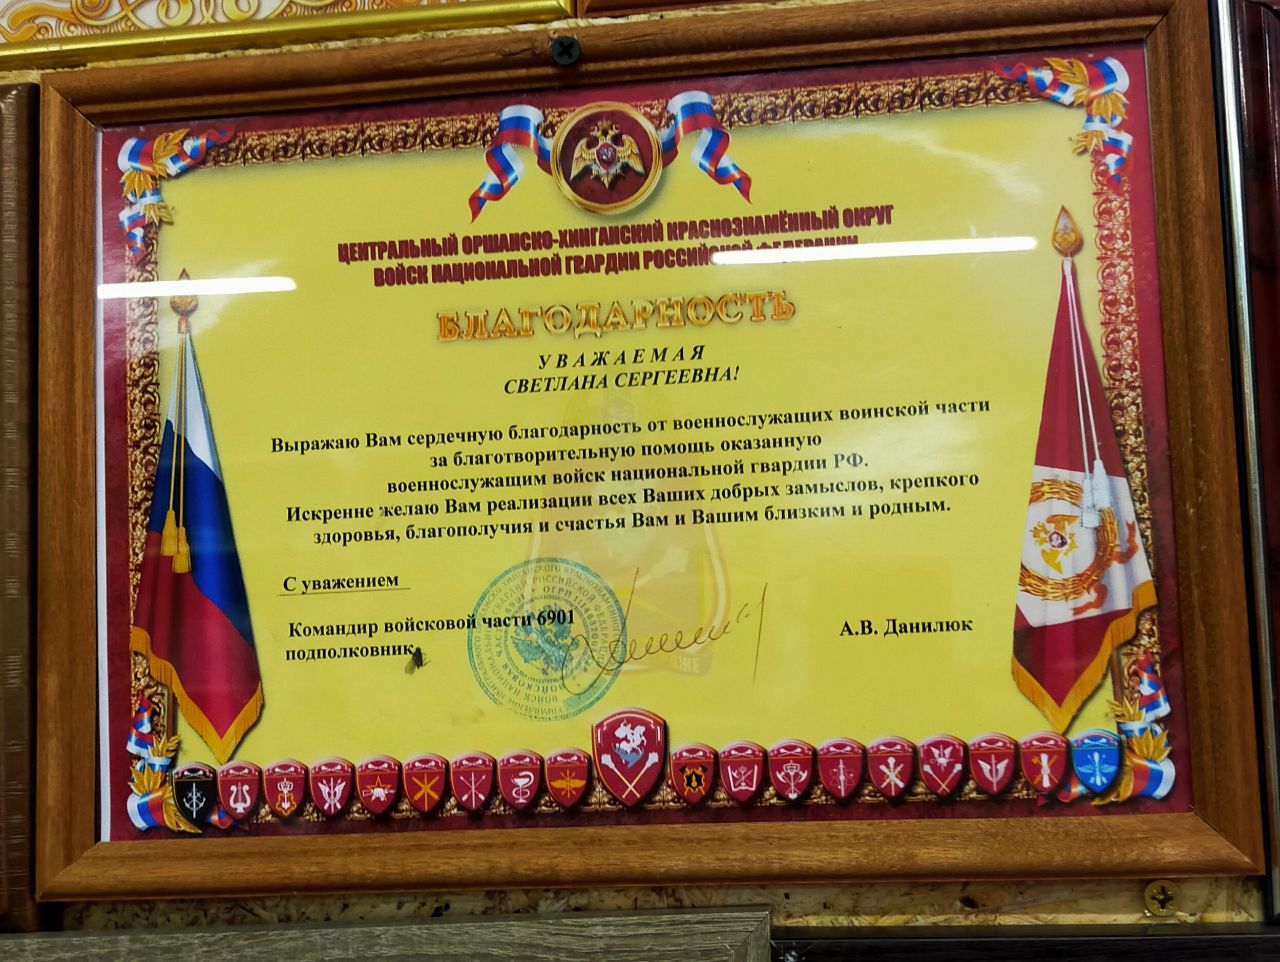 ЦЕНТРАЛЬНЫЙ ОРШАНСКО-ХИНГАНСКИЙ КРАСНОЗНАМЁННЫЙ ОКРУГ
ВОЙСК НАЦИОНАЛЬНОЙ ГВАРДИИ РОССИЙСКОЙ ФЕДЕРАЦИИ
БЛАГОДАРНОСТЬ
УВАЖАЕМАЯ
СВЕТЛАНА СЕРГЕЕВНА!
Выражаю Вам сердечную благодарность от военнослужащих воинской части
за благотворительную помощь оказанную
военнослужащим войск национальной гвардии РФ.
Искренне желаю Вам реализации всех Ваших добрых замыслов, крепкого
здоровья, благополучия и счастья Вам и Вашим близким и родным.
С уважением
Командир войсковой части 6901
подполковник
А.В. Данилюк